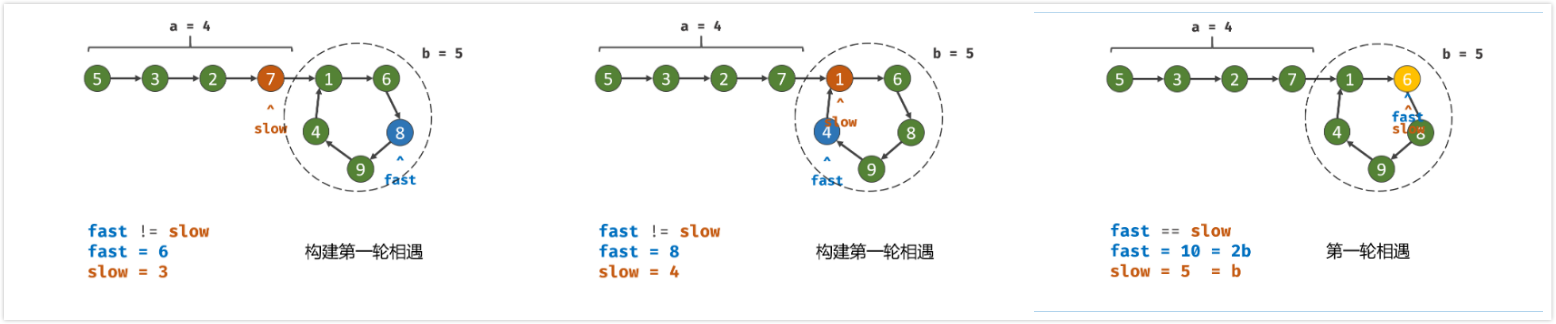 a = 4
b = 5
5 3 2 7 1 6
slow
4 8
9
fast
fast != slow
fast = 6
slow = 3
构建第一轮相遇
a = 4
b = 5
5 3 2 7 1 6
slow
4 8
9
fast
fast != slow
fast = 8
slow = 4
构建第一轮相遇
a = 4
b = 5
5 3 2 7 1 6
fast
slow
4 8
9
fast == slow
fast = 10 = 2b
slow = 5 = b
第一轮相遇